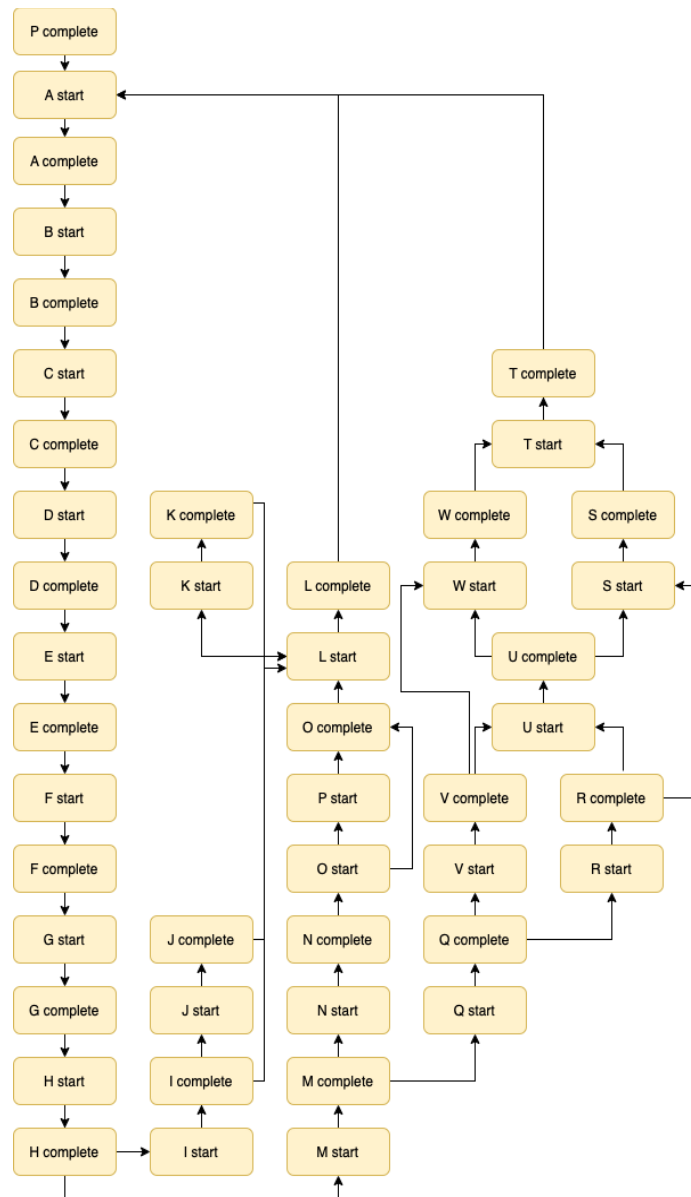 P complete
A start
A complete
B start
B complete
C start
T complete
C complete
T start
D start
K complete
W complete
S complete
D complete
K start
L complete
W start
S start
E start
L start
U complete
E complete
O complete
U start
F start
P start
V complete
R complete
F complete
O start
V start
R start
G start
J complete
N complete
Q complete
G complete
J start
N start
Q start
H start
I complete
M complete
H complete
I start
M start